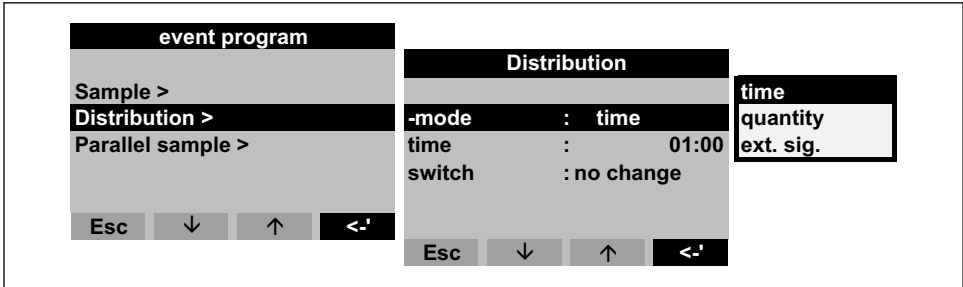 event program
Sample >
Distribution >
Parallel sample >
Esc ↓ ↑ <-'
Distribution
-mode : time
time : 01:00
switch : no change
Esc ↓ ↑ <-'
time
quantity
ext. sig.